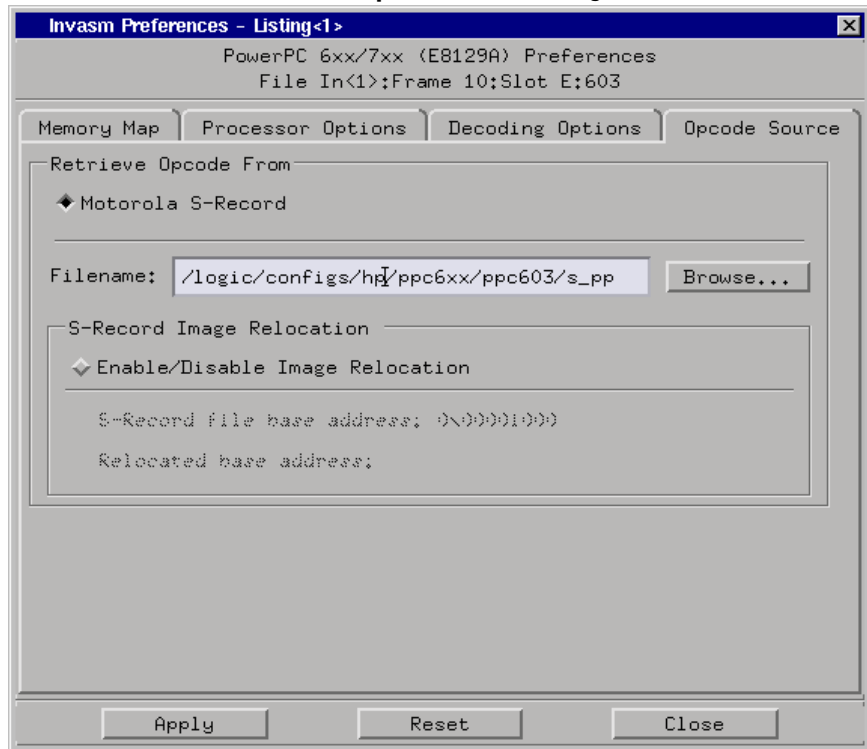 Invasm Preferences - Listing<1>
PowerPC 6xx/7xx (E8129A) Preferences
File In<1>:Frame 10:Slot E:603
Memory Map Processor Options Decoding Options Opcode Source
Retrieve Opcode From
Motorola S-Record
Filename: /logic/configs/hp/ppc6xx/ppc603/s_pp Browse...
S-Record Image Relocation
Enable/Disable Image Relocation
S-Record file base address: 0x00001000
Relocated base address:
Apply Reset Close